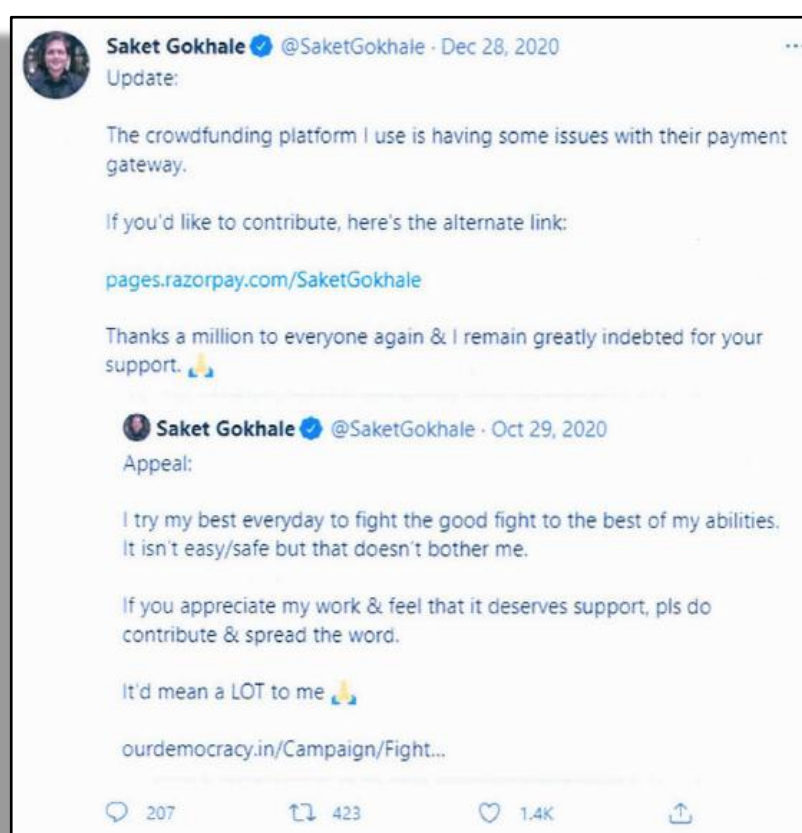 Saket Gokhale @SaketGokhale · Dec 28, 2020 ...
Update:
The crowdfunding platform I use is having some issues with their payment
gateway.
If you'd like to contribute, here's the alternate link:
pages.razorpay.com/SaketGokhale
Thanks a million to everyone again & I remain greatly indebted for your
support. 🙏
Saket Gokhale @SaketGokhale · Oct 29, 2020
Appeal:
I try my best everyday to fight the good fight to the best of my abilities.
It isn't easy/safe but that doesn't bother me.
If you appreciate my work & feel that it deserves support, pls do
contribute & spread the word.
It'd mean a LOT to me 🙏
ourdemocracy.in/Campaign/Fight...
207 423 1.4K